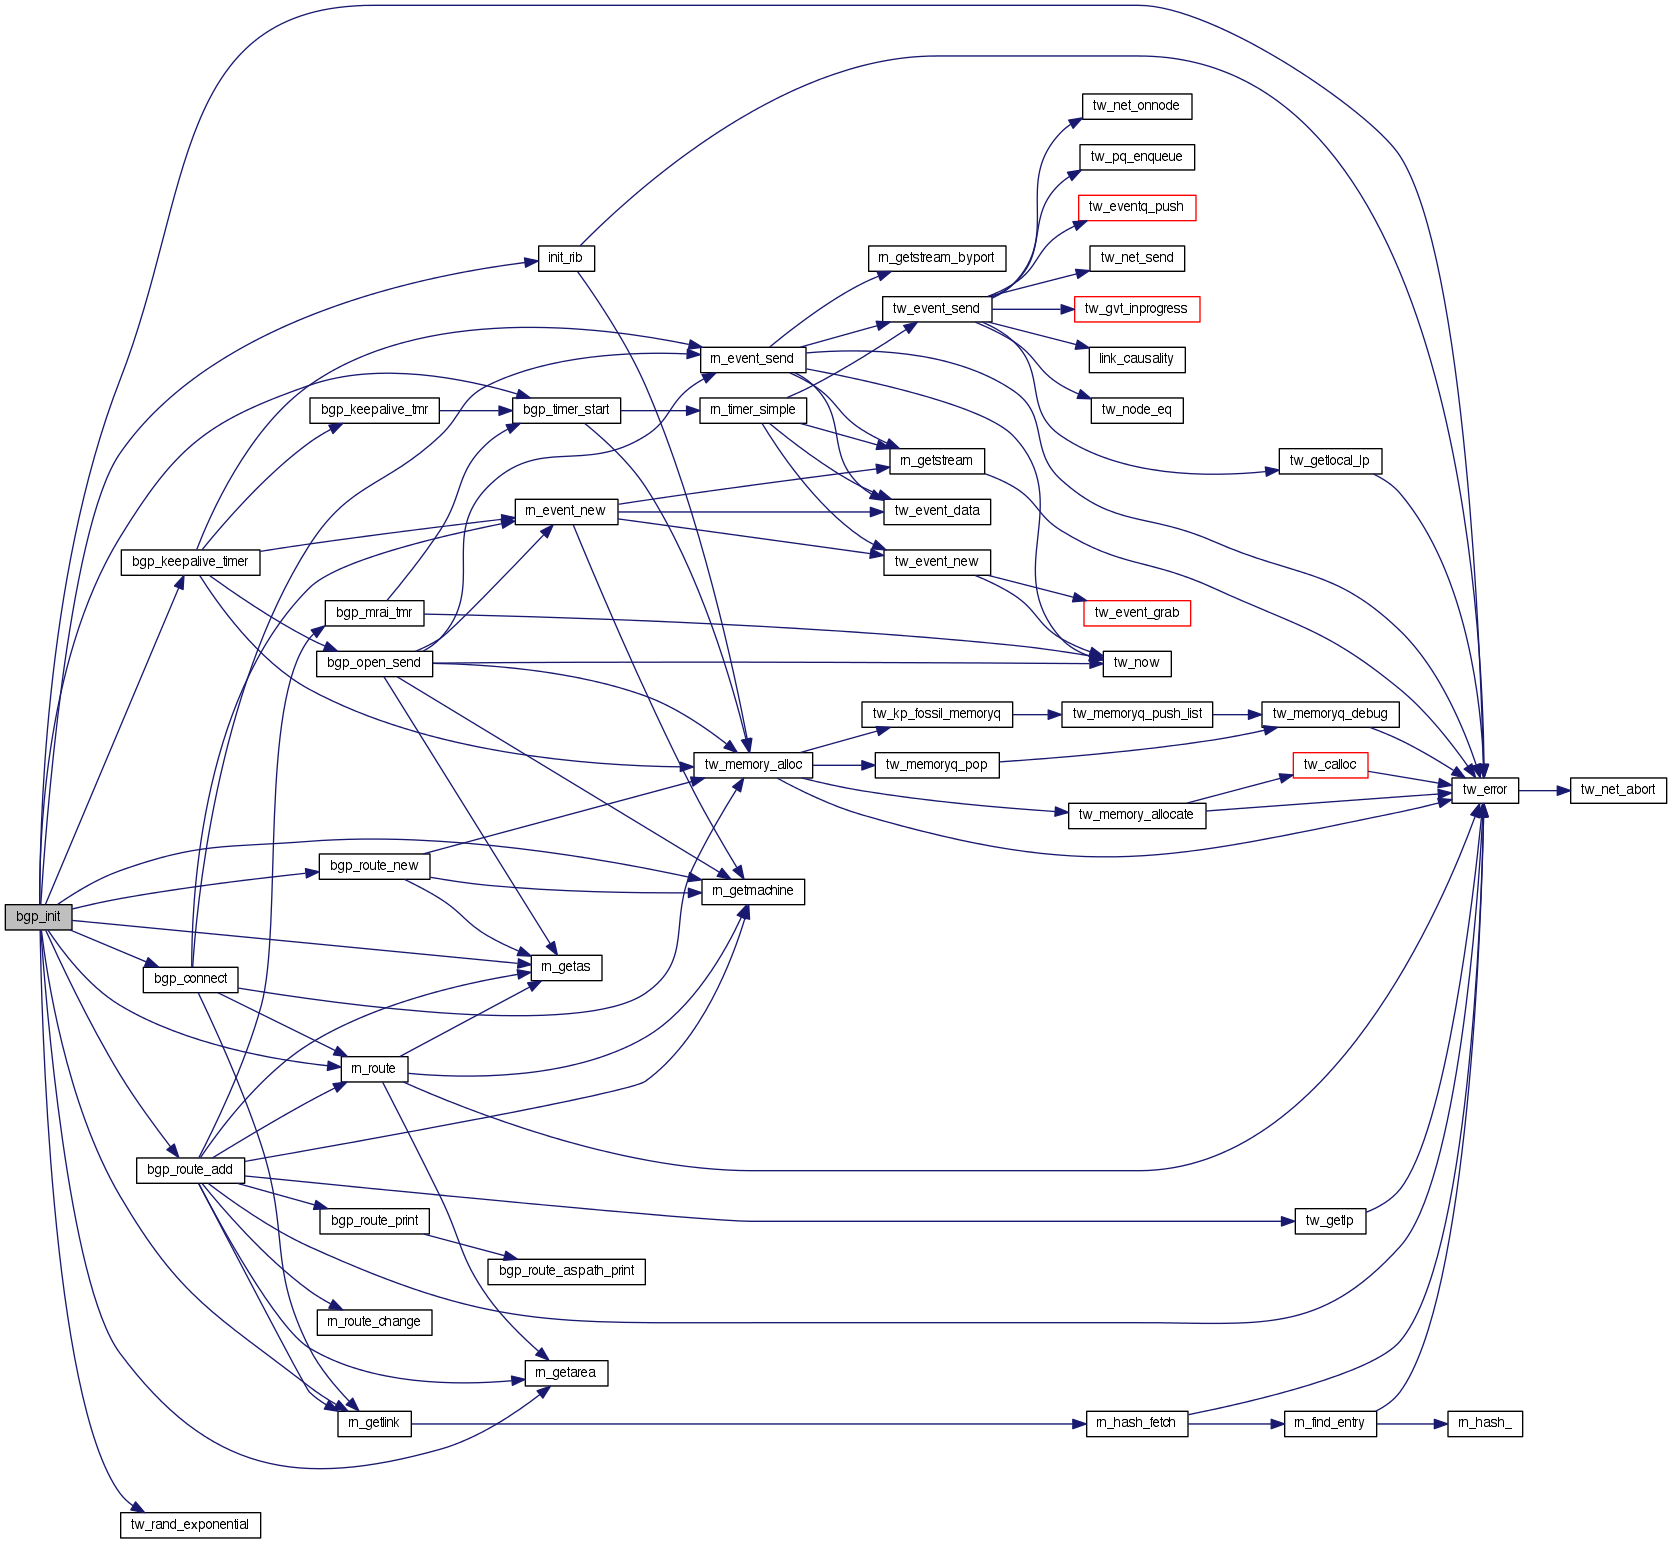 tw_net_onnode
tw_pq_enqueue
tw_eventq_push
init_rib
rn_getstream_byport
tw_net_send
tw_event_send
tw_gvt_inprogress
rn_event_send
link_causality
bgp_keepalive_tmr
bgp_timer_start
rn_timer_simple
tw_node_eq
rn_getstream
tw_getlocal_lp
rn_event_new
tw_event_data
bgp_keepalive_timer
tw_event_new
bgp_mrai_tmr
tw_event_grab
bgp_open_send
tw_now
tw_kp_fossil_memoryq
tw_memoryq_push_list
tw_memoryq_debug
tw_memory_alloc
tw_memoryq_pop
tw_calloc
tw_error
tw_net_abort
tw_memory_allocate
bgp_route_new
rn_getmachine
bgp_init
bgp_connect
rn_getas
rn_route
bgp_route_add
bgp_route_print
tw_getlp
bgp_route_aspath_print
rn_route_change
rn_getarea
rn_getlink
rn_hash_fetch
rn_find_entry
rn_hash_
tw_rand_exponential